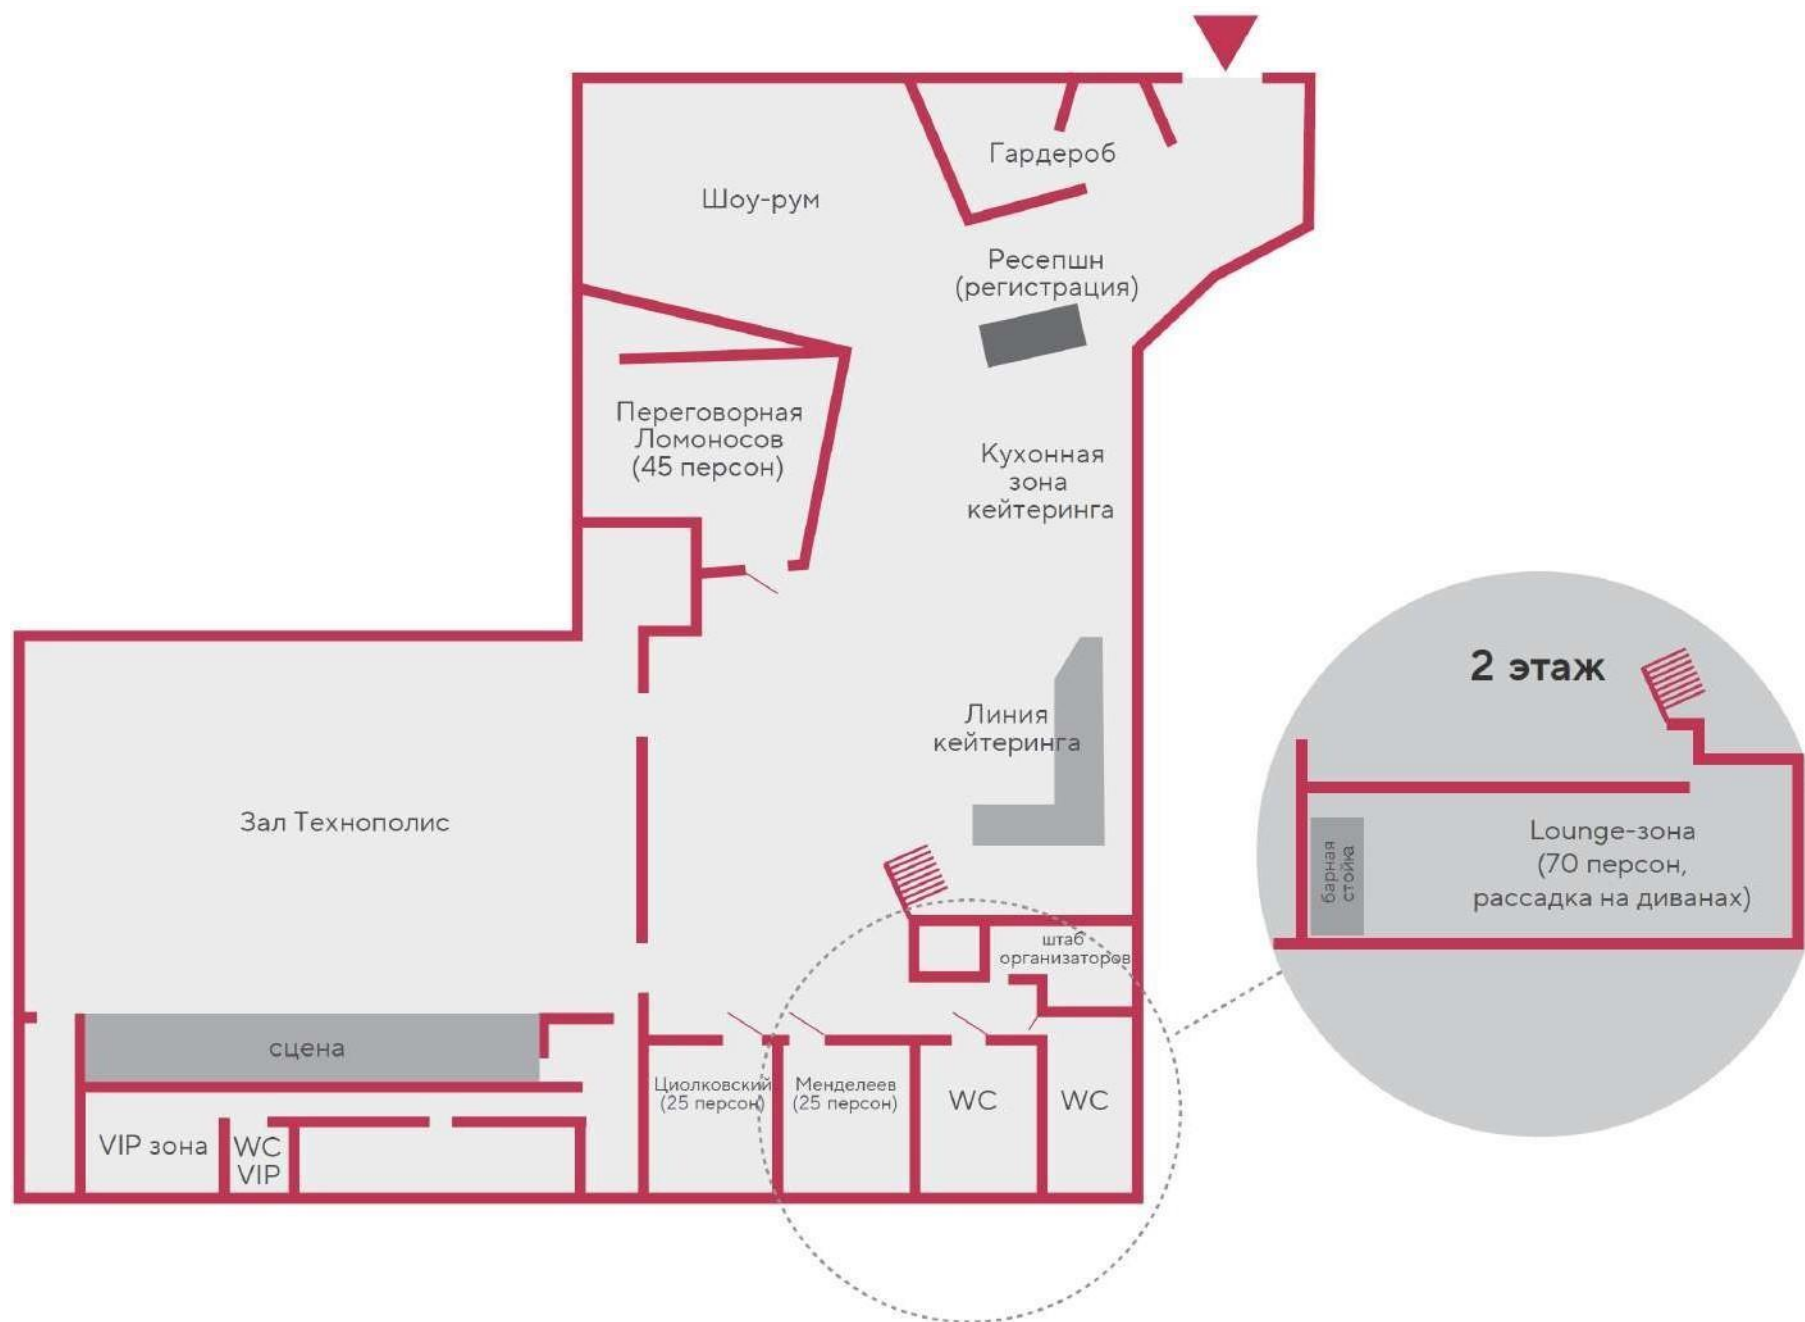 Гардероб
Шоу-рум
Ресепшн
(регистрация)
Переговорная
Ломоносов
(45 персон)
Кухонная
зона
кейтеринга
2 этаж
Линия
кейтеринга
Зал Технополис
Lounge-зона
(70 персон,
рассадка на диванах)
барная
стойка
штаб
организаторов
сцена
Циолковский
(25 персон)
Менделеев
(25 персон)
WC
WC
VIP зона
WC
VIP